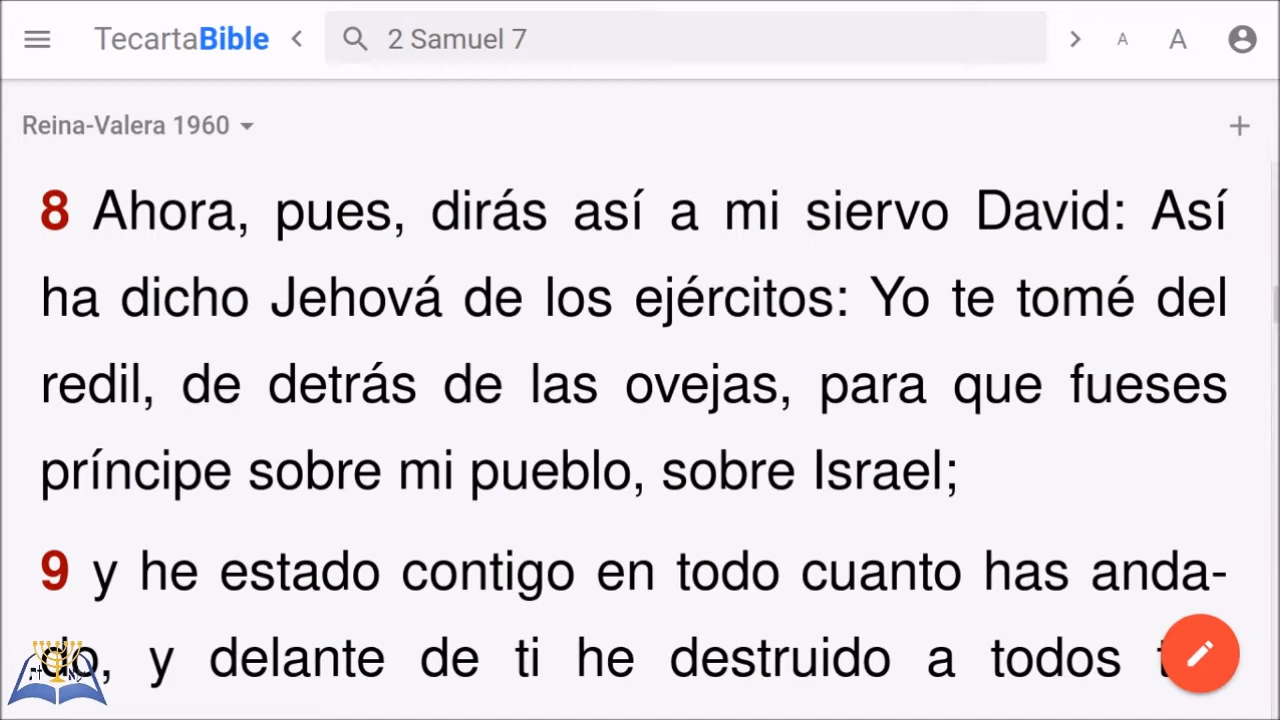 TecartaBible
2 Samuel 7
A A
Reina-Valera 1960
8 Ahora, pues, dirás así a mi siervo David: Así
ha dicho Jehová de los ejércitos: Yo te tomé del
redil, de detrás de las ovejas, para que fueses
príncipe sobre mi pueblo, sobre Israel;
9 y he estado contigo en todo cuanto has anda-
do, y delante de ti he destruido a todos